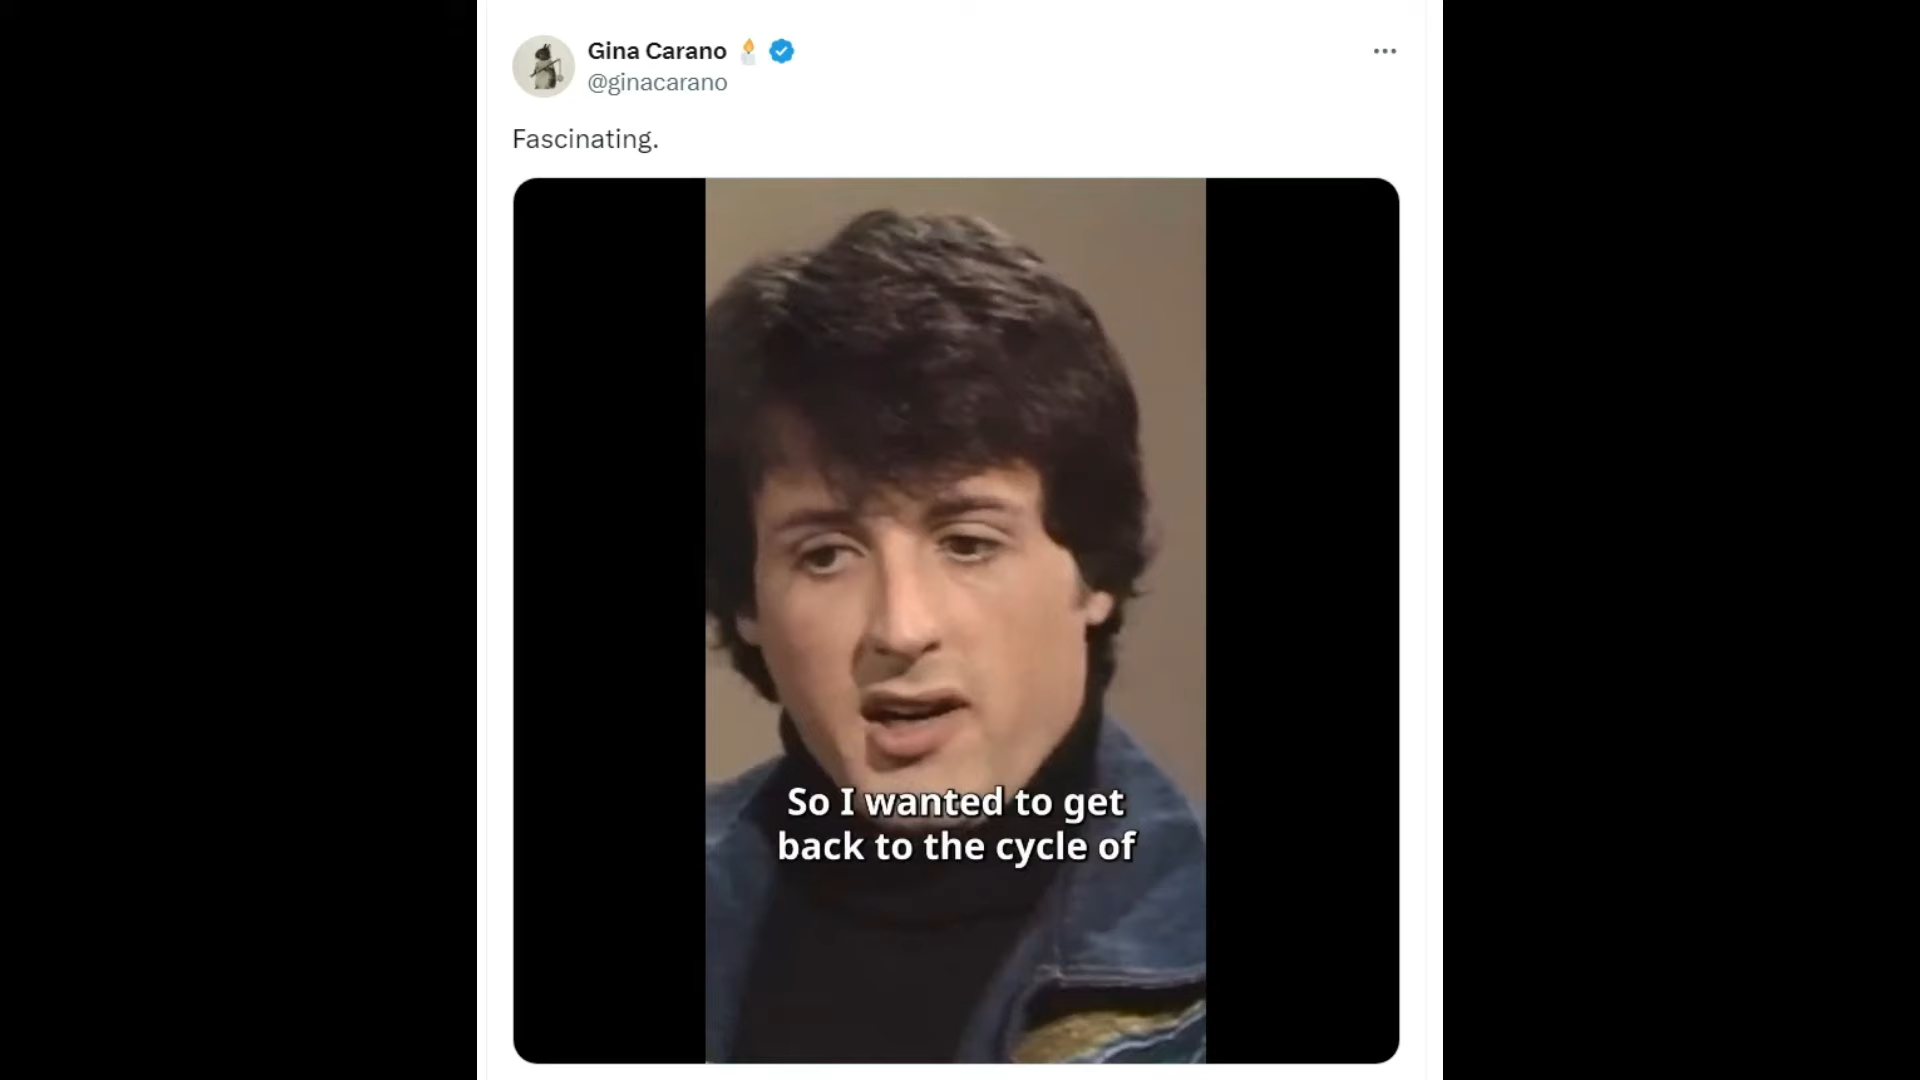 Gina Carano 🕯️
@ginacarano
Fascinating.
So I wanted to get
back to the cycle of